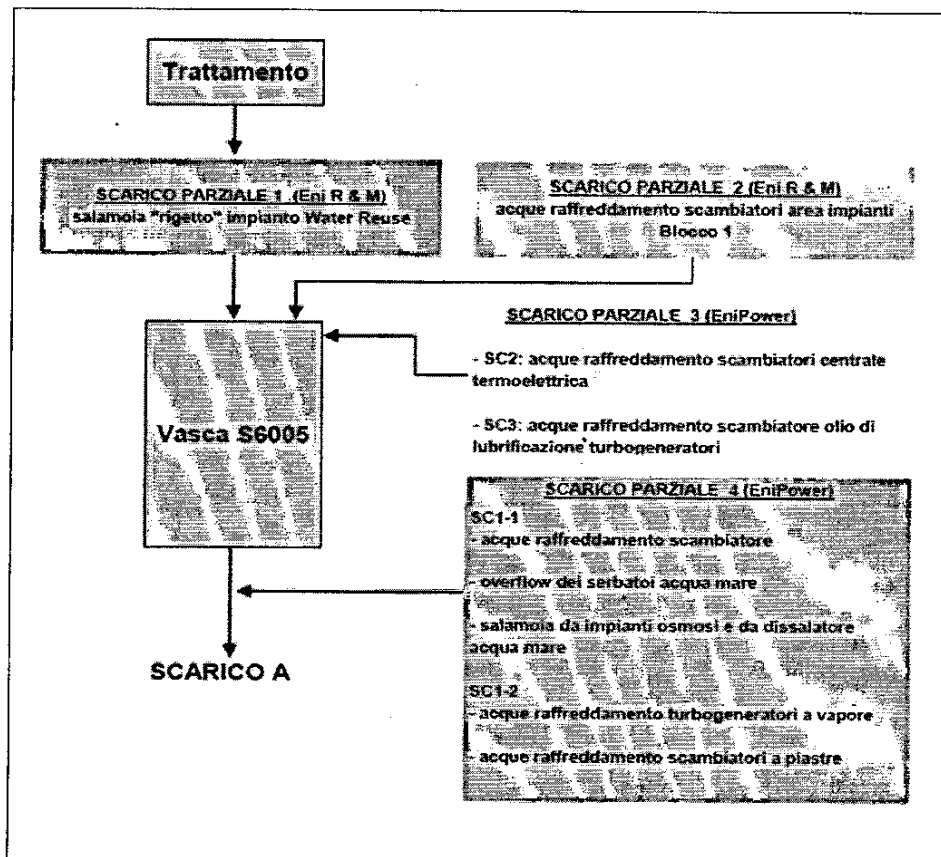 Trattamento
SCARICO PARZIALE 1 (Eni R & M)
salamoia "rigetto" impianto Water Reuse
SCARICO PARZIALE 2 (Eni R & M)
acque raffreddamento scambiatori area impianti
Blocco 1
SCARICO PARZIALE 3 (EniPower)
- SC2: acque raffreddamento scambiatori centrale
termoelettrica
Vasca S6005
- SC3: acque raffreddamento scambiatore olio di
lubrificazione turbogeneratori
SCARICO PARZIALE 4 (EniPower)
SC1-1
- acque raffreddamento scambiatore
- overflow dei serbatoi acqua mare
- salamoia da impianti osmosi e da dissalatore
acqua mare
SCARICO A
SC1-2
- acque raffreddamento turbogeneratori a vapore
- acque raffreddamento scambiatori a piastre